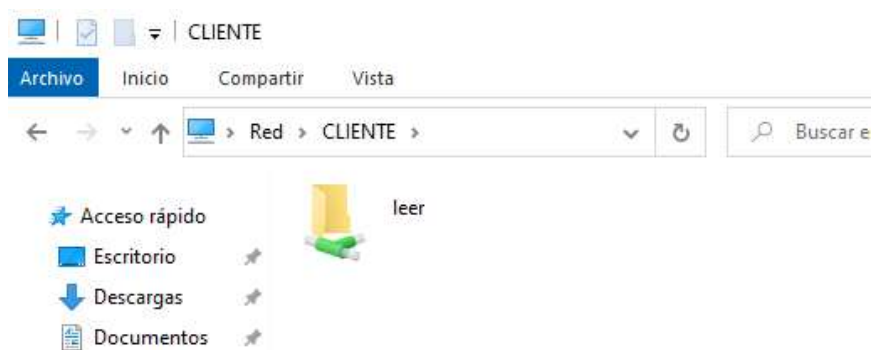 CLIENTE
Archivo Inicio Compartir Vista
Red > CLIENTE >
Buscar e
Acceso rápido
leer
Escritorio
Descargas
Documentos